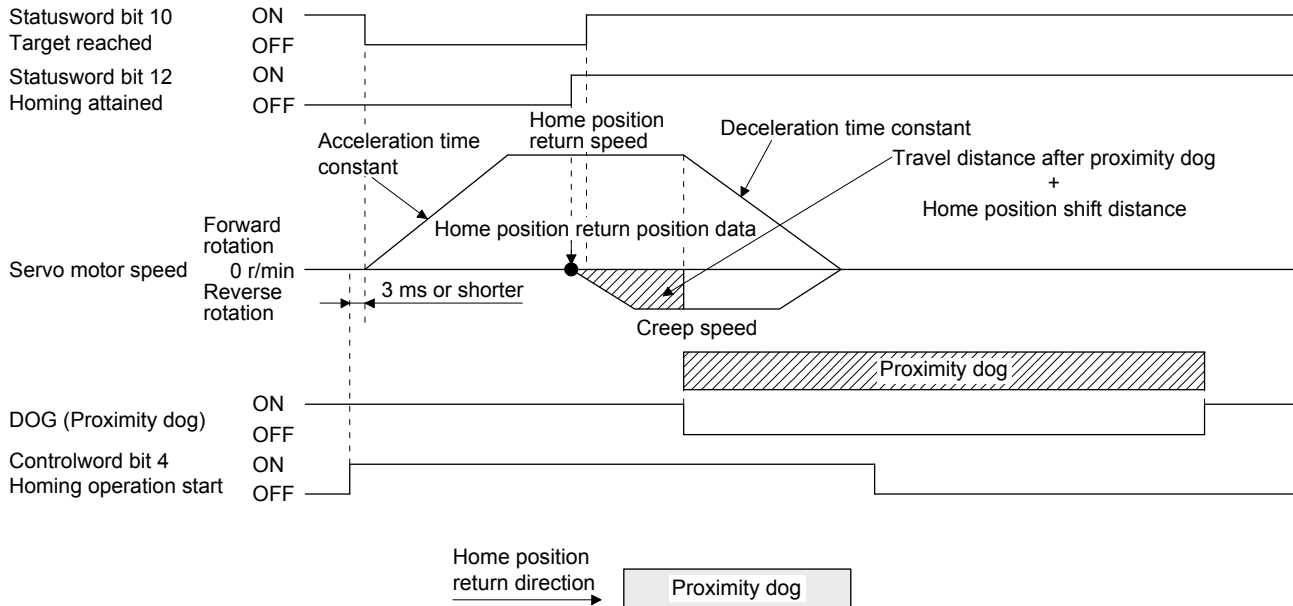 Statusword bit 10
Target reached
ON
OFF
Statusword bit 12
Homing attained
ON
OFF
Acceleration time
constant
Home position
return speed
Deceleration time constant
Travel distance after proximity dog
+
Home position shift distance
Home position return position data
Servo motor speed
Forward
rotation
0 r/min
Reverse
rotation
3 ms or shorter
Creep speed
Proximity dog
DOG (Proximity dog)
ON
OFF
Controlword bit 4
Homing operation start
ON
OFF
Home position
return direction
Proximity dog